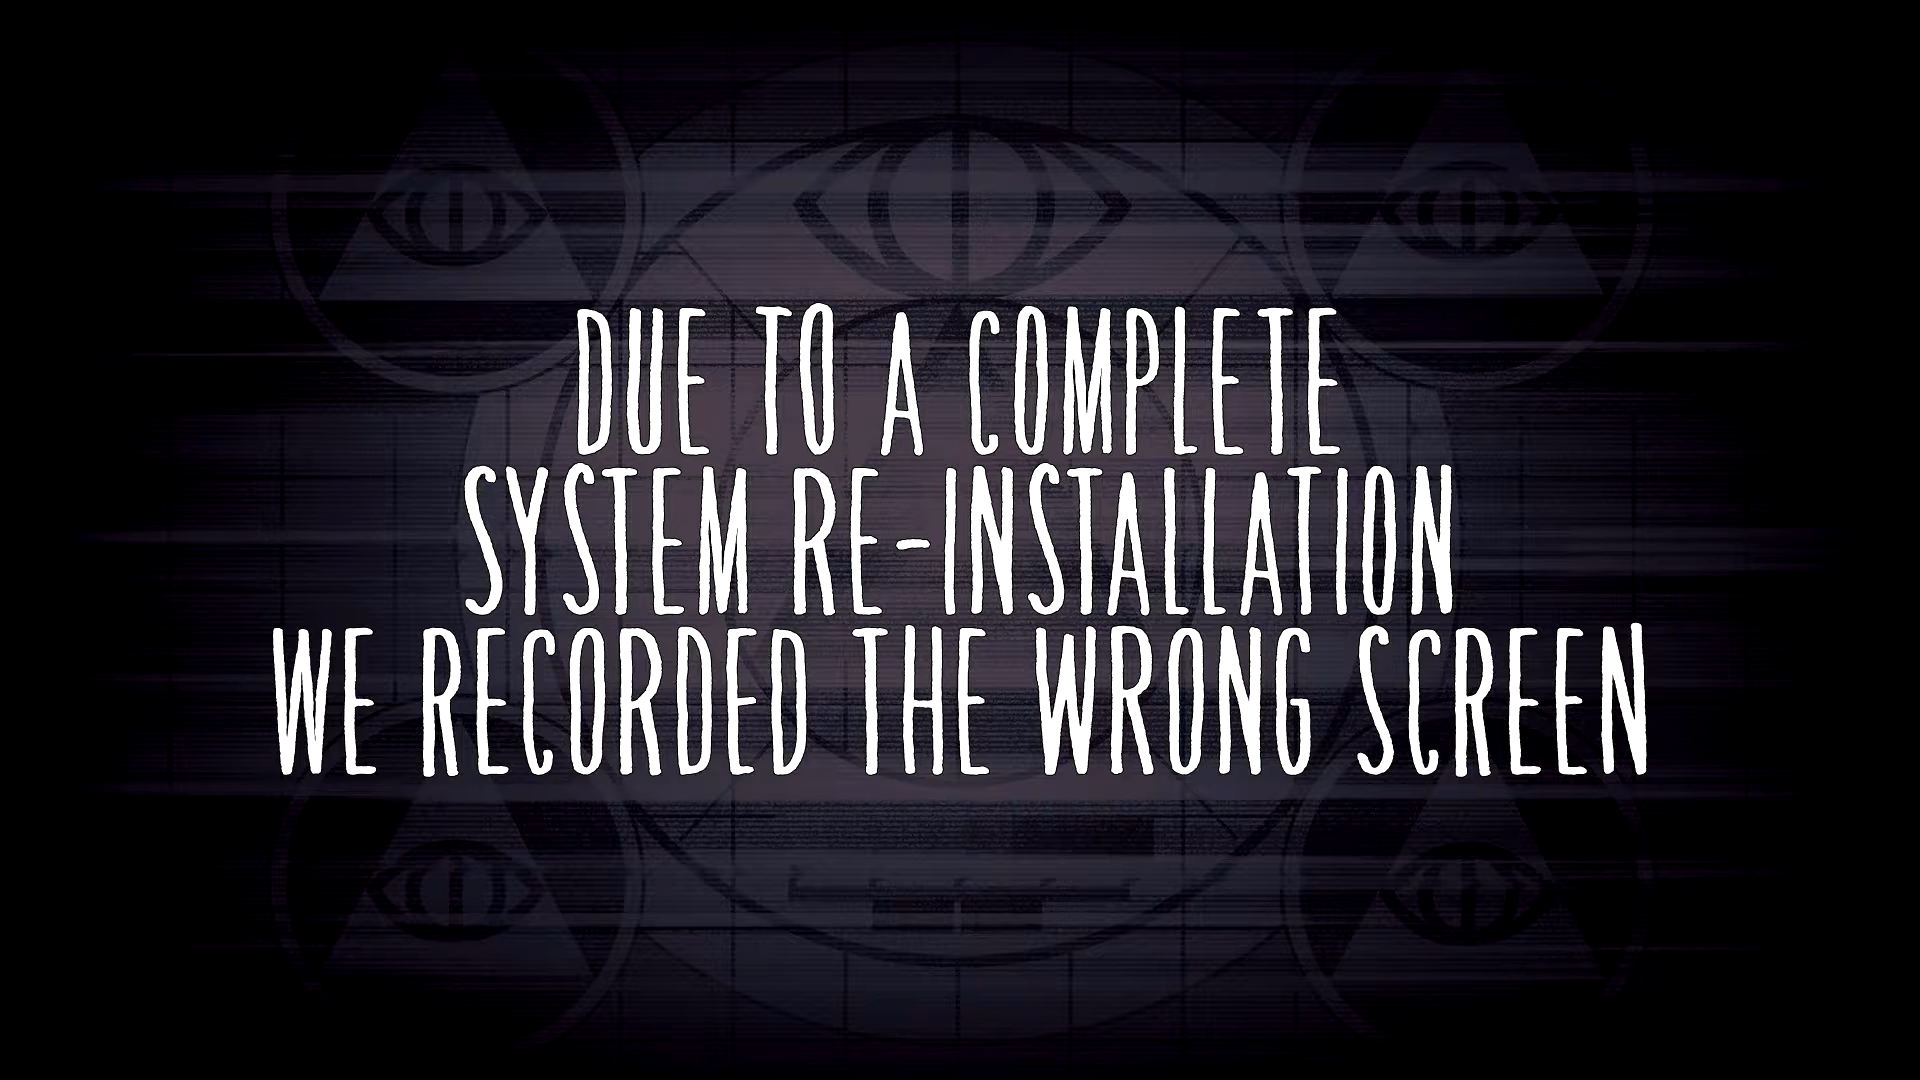 DUE TO A COMPLETE
SYSTEM RE-INSTALLATION
WE RECORDED THE WRONG SCREEN